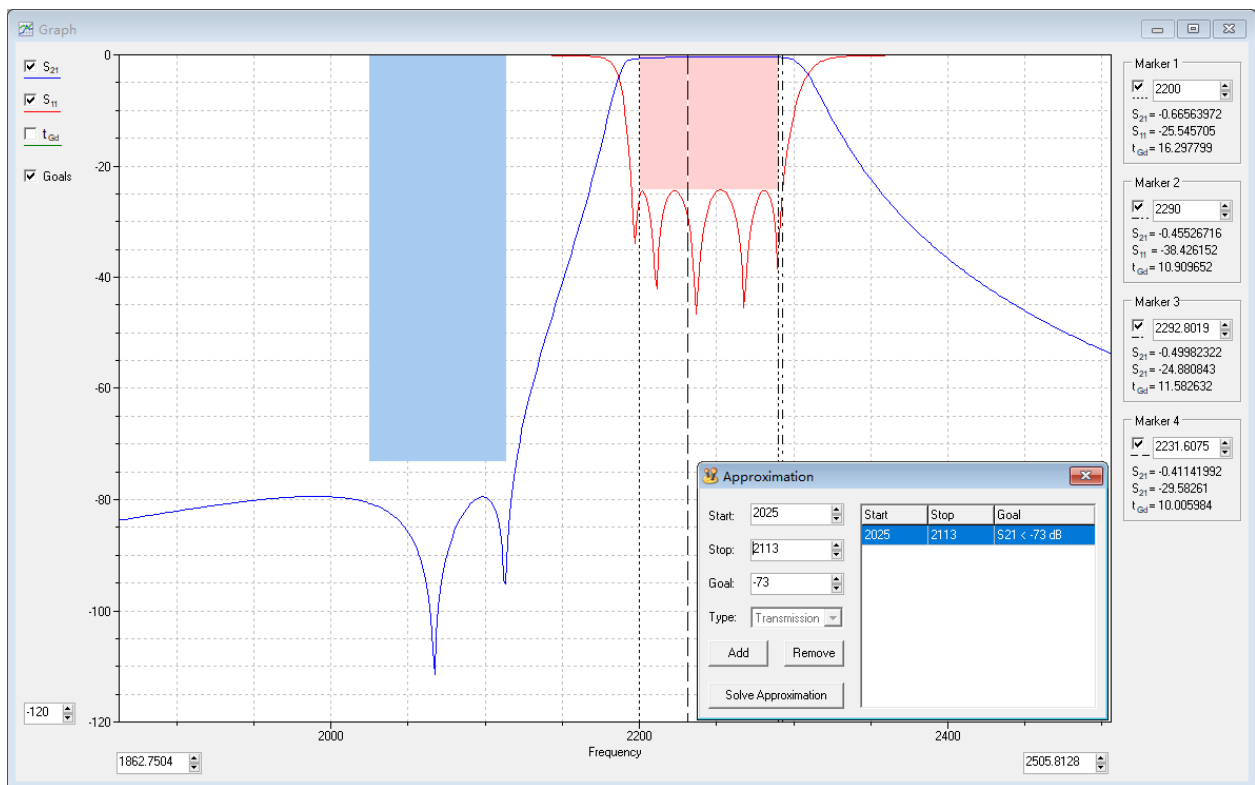 Graph
S21
S11
tGd
Goals
0
-20
-40
-60
-80
-100
-120
-120
2000
2200
2400
Frequency
1862.7504
2505.8128
Marker 1
2200
S21 = -0.66563972
S11 = -25.545705
tGd = 16.297799
Marker 2
2290
S21 = -0.45526716
S11 = -38.426152
tGd = 10.909652
Marker 3
2292.8019
S21 = -0.49982322
S21 = -24.880843
tGd = 11.582632
Marker 4
2231.6075
S21 = -0.41141992
S21 = -29.58261
tGd = 10.005984
Approximation
Start: 2025
Stop: 2113
Goal: -73
Type: Transmission
Add Remove
Solve Approximation
Start Stop Goal
2025 2113 S21 < -73 dB